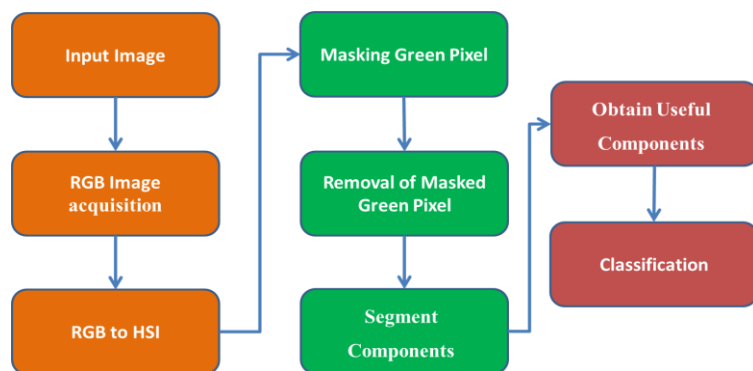 Input Image
RGB Image
acquisition
RGB to HSI
Masking Green Pixel
Removal of Masked
Green Pixel
Segment
Components
Obtain Useful
Components
Classification